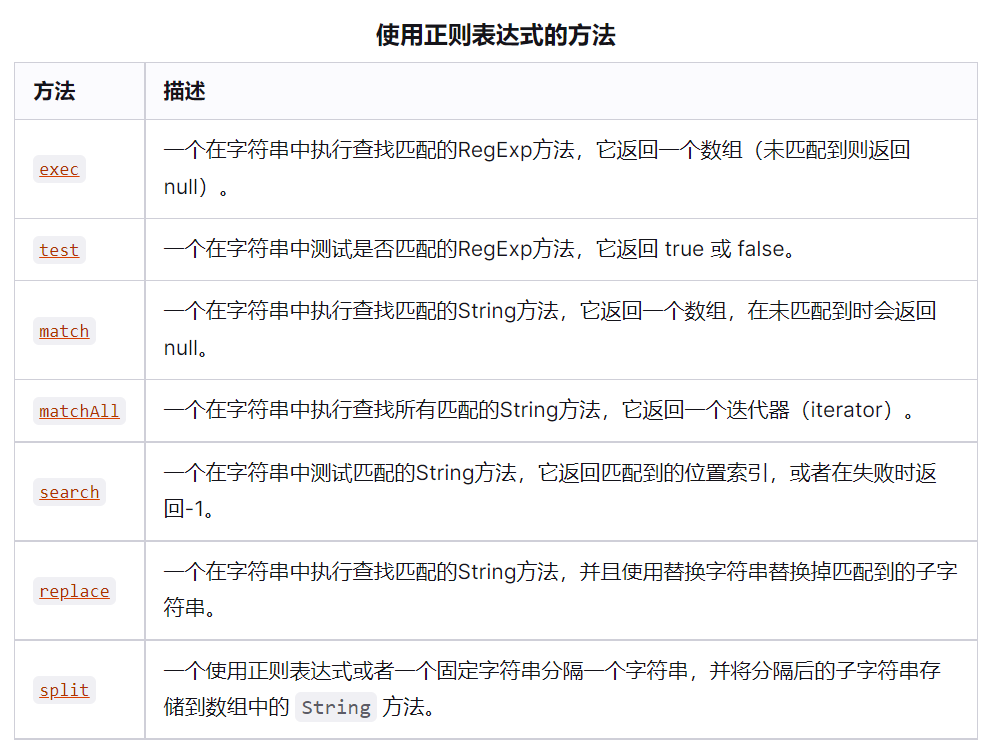 使用正则表达式的方法
方法 描述
exec
一个在字符串中执行查找匹配的RegExp方法，它返回一个数组（未匹配到则返回
null）。
test
一个在字符串中测试是否匹配的RegExp方法，它返回 true 或 false。
match
一个在字符串中执行查找匹配的String方法，它返回一个数组，在未匹配到时会返回
null。
matchAll
一个在字符串中执行查找所有匹配的String方法，它返回一个迭代器（iterator）。
search
一个在字符串中测试匹配的String方法，它返回匹配到的位置索引，或者在失败时返
回-1。
replace
一个在字符串中执行查找匹配的String方法，并且使用替换字符串替换掉匹配到的子字
符串。
split
一个使用正则表达式或者一个固定字符串分隔一个字符串，并将分隔后的子字符串存
储到数组中的 String 方法。